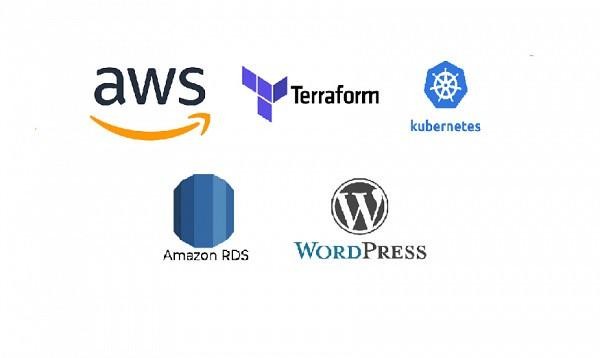 aws
Terraform
kubernetes
Amazon RDS
W
WORDPRESS